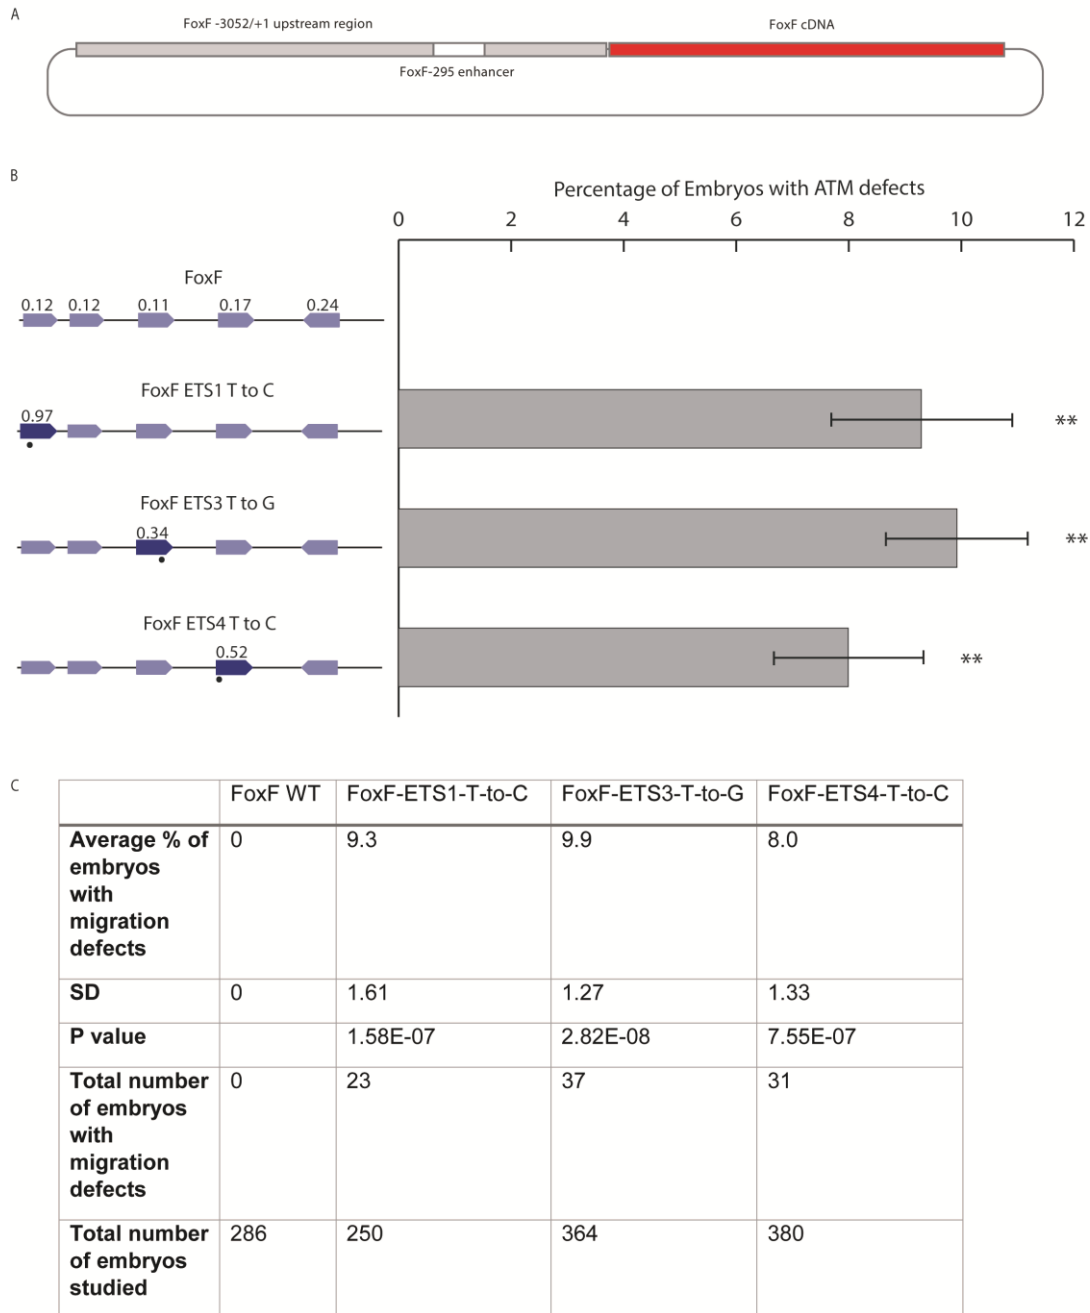 A
FoxF -3052/+1 upstream region
FoxF cDNA
FoxF-295 enhancer
B
Percentage of Embryos with ATM defects
0 2 4 6 8 10 12
FoxF
0.12 0.12 0.11 0.17 0.24
FoxF ETS1 T to C
0.97
**
FoxF ETS3 T to G
0.34
**
FoxF ETS4 T to C
0.52
**
C
FoxF WT FoxF-ETS1-T-to-C FoxF-ETS3-T-to-G FoxF-ETS4-T-to-C
Average % of 0 9.3 9.9 8.0
embryos
with
migration
defects
SD 0 1.61 1.27 1.33
P value 1.58E-07 2.82E-08 7.55E-07
Total number 0 23 37 31
of embryos
with
migration
defects
Total number 286 250 364 380
of embryos
studied